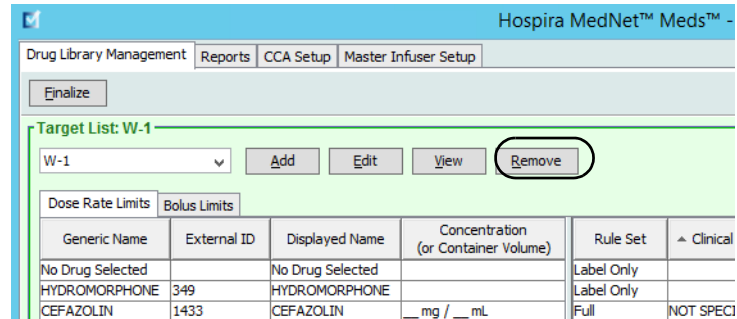 Hospira MedNet™ Meds™ -
Drug Library Management Reports CCA Setup Master Infuser Setup
Finalize
Target List: W-1
W-1 Add Edit View Remove
Dose Rate Limits Bolus Limits
Generic Name External ID Displayed Name Concentration (or Container Volume) Rule Set Clinical
No Drug Selected No Drug Selected Label Only
HYDROMORPHONE 349 HYDROMORPHONE Label Only
CEFAZOLIN 1433 CEFAZOLIN __ mg / __ mL Full NOT SPECI